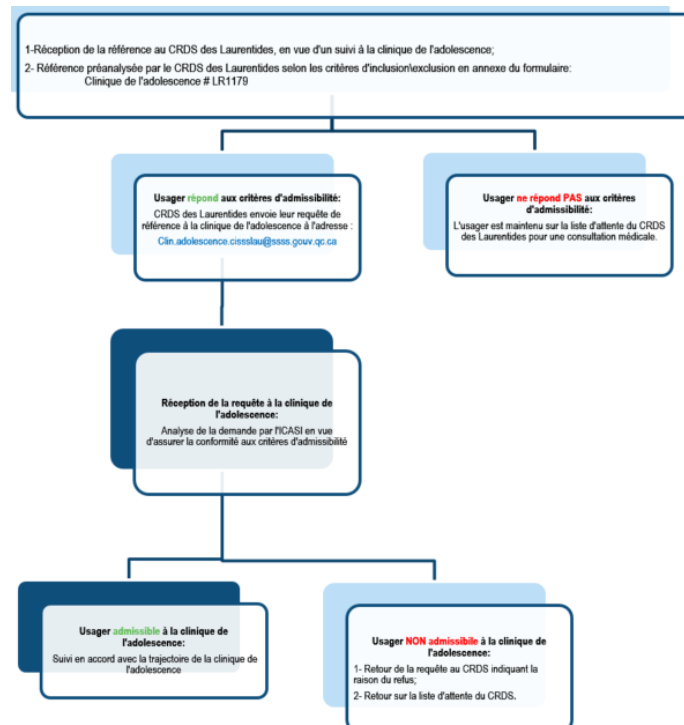 1-Réception de la référence au CRDS des Laurentides, en vue d'un suivi à la clinique de l'adolescence;
2- Référence préanalysée par le CRDS des Laurentides selon les critères d'inclusion\exclusion en annexe du formulaire:
Clinique de l'adolescence # LR1179
Usager répond aux critères d'admissibilité:
CRDS des Laurentides envoie leur requête de
référence à la clinique de l'adolescence à l'adresse :
Clin.adolescence.cissslau@ssss.gouv.qc.ca
Usager ne répond PAS aux critères
d'admissibilité:
L'usager est maintenu sur la liste d'attente du CRDS
des Laurentides pour une consultation médicale.
Réception de la requête à la clinique de
l'adolescence:
Analyse de la demande par l'ICASI en vue
d'assurer la conformité aux critères d'admissibilité
Usager admissible à la clinique de
l'adolescence:
Suivi en accord avec la trajectoire de la clinique de
l'adolescence
Usager NON admissibile à la clinique de
l'adolescence:
1- Retour de la requête au CRDS indiquant la
raison du refus;
2- Retour sur la liste d'attente du CRDS.